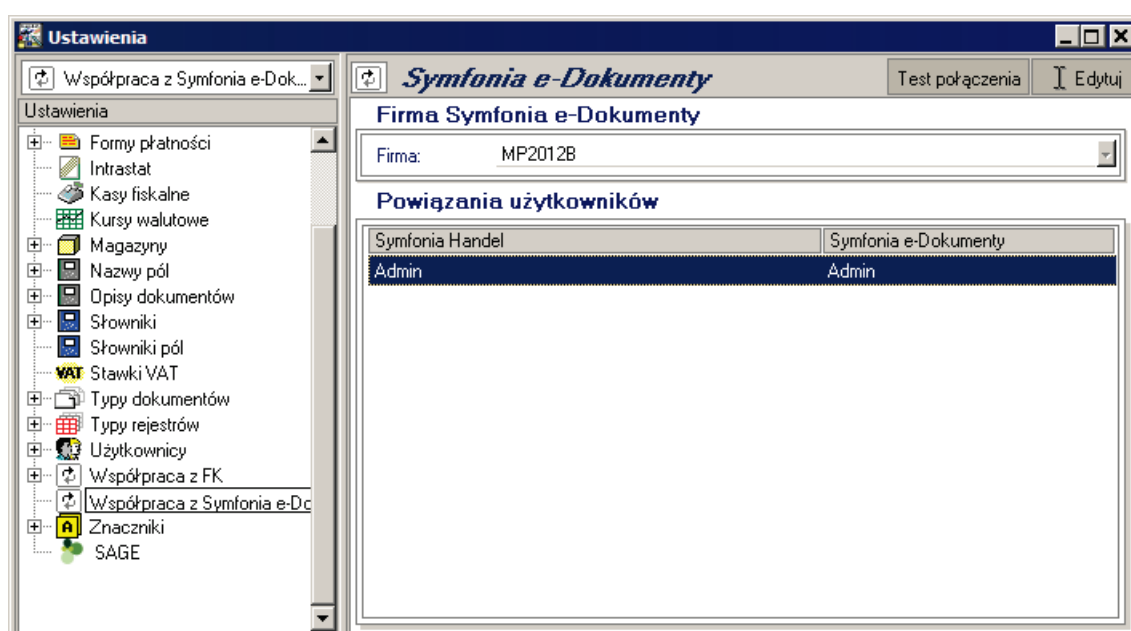 Ustawienia
Współpraca z Symfonia e-Dok...
Ustawienia
Formy płatności
Intrastat
Kasy fiskalne
Kursy walutowe
Magazyny
Nazwy pól
Opisy dokumentów
Słowniki
Słowniki pól
VAT Stawki VAT
Typy dokumentów
Typy rejestrów
Użytkownicy
Współpraca z FK
Współpraca z Symfonia e-Do
A Znaczniki
SAGE
Symfonia e-Dokumenty
Test połączenia
Edytuj
Firma Symfonia e-Dokumenty
Firma: MP2012B
Powiązania użytkowników
Symfonia Handel Symfonia e-Dokumenty
Admin Admin